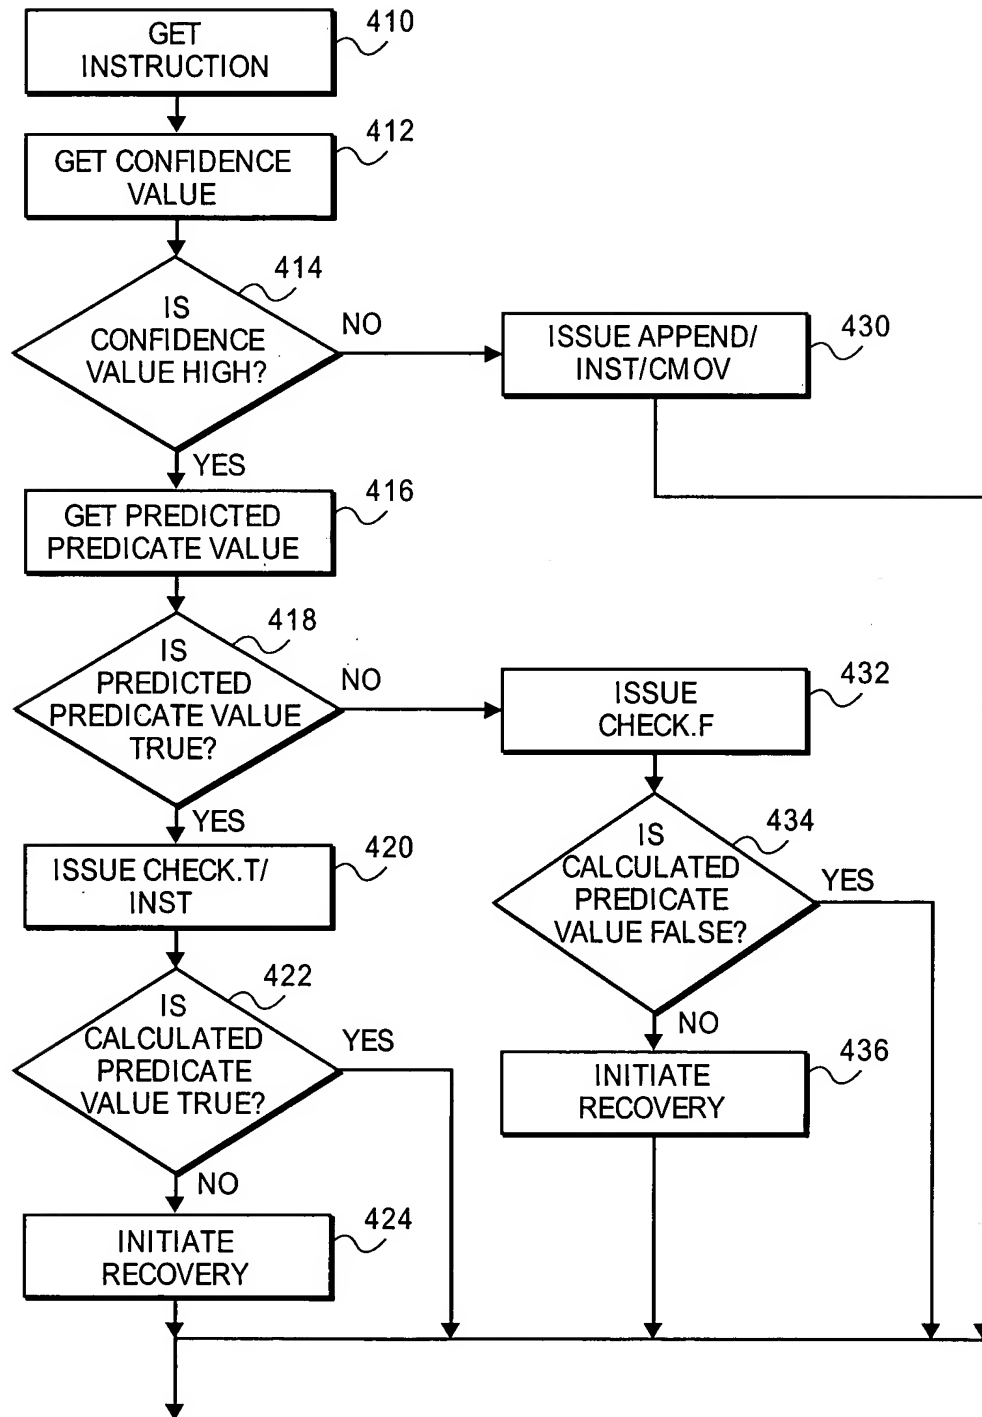 GET
INSTRUCTION
410
GET CONFIDENCE
VALUE
412
IS
CONFIDENCE
VALUE HIGH?
414
NO
ISSUE APPEND/
INST/CMOV
430
YES
GET PREDICTED
PREDICATE VALUE
416
IS
PREDICTED
PREDICATE VALUE
TRUE?
418
NO
ISSUE
CHECK.F
432
YES
ISSUE CHECK.T/
INST
420
IS
CALCULATED
PREDICATE
VALUE FALSE?
434
YES
IS
CALCULATED
PREDICATE
VALUE TRUE?
422
YES
NO
INITIATE
RECOVERY
436
NO
INITIATE
RECOVERY
424